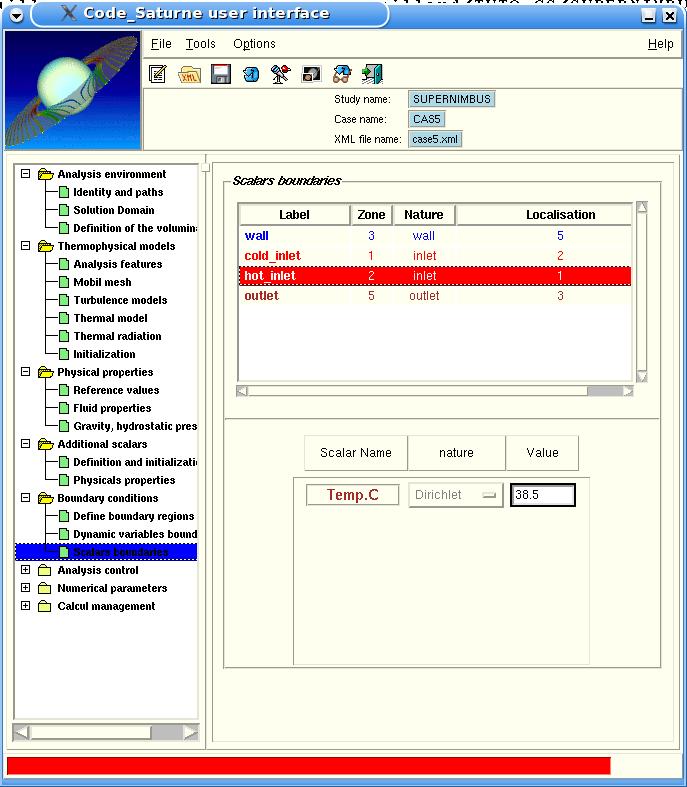 Code_Saturne user interface
File Tools Options Help
XML
Study name: SUPERNIMBUS
Case name: CAS5
XML file name: case5.xml
Analysis environment
Identity and paths
Solution Domain
Definition of the volumin
Thermophysical models
Analysis features
Mobil mesh
Turbulence models
Thermal model
Thermal radiation
Initialization
Physical properties
Reference values
Fluid properties
Gravity, hydrostatic pres
Additional scalars
Definition and initializati
Physicals properties
Boundary conditions
Define boundary regions
Dynamic variables bound
Scalars boundaries
Analysis control
Numerical parameters
Calcul management
Scalars boundaries
Label Zone Nature Localisation
wall 3 wall 5
cold_inlet 1 inlet 2
hot_inlet 2 inlet 1
outlet 5 outlet 3
Scalar Name nature Value
Temp.C Dirichlet 38.5